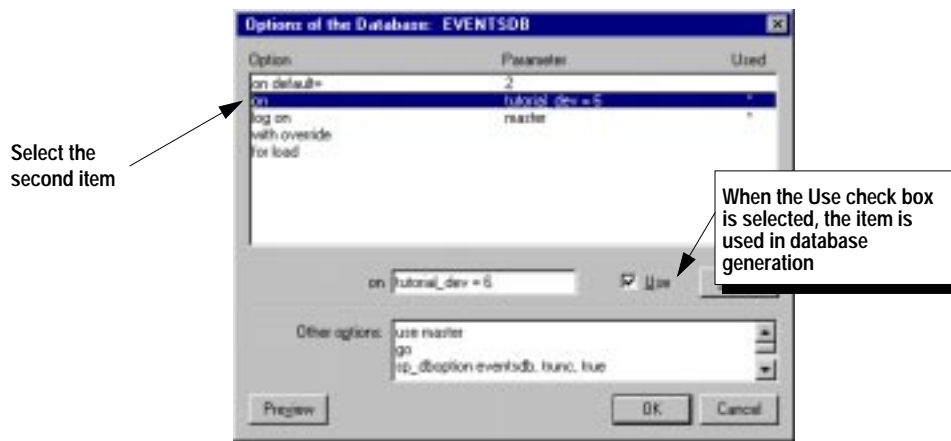 Options of the Database: EVENTSDB
Option Parameter Used
on default= 2
on tutorial_dev = 6 *
log on master *
with override
for load
Select the
second item
When the Use check box
is selected, the item is
used in database
generation
on tutorial_dev = 6 Use
Other options: use master
go
sp_dboption eventsdb, trunc, true
Preview OK Cancel